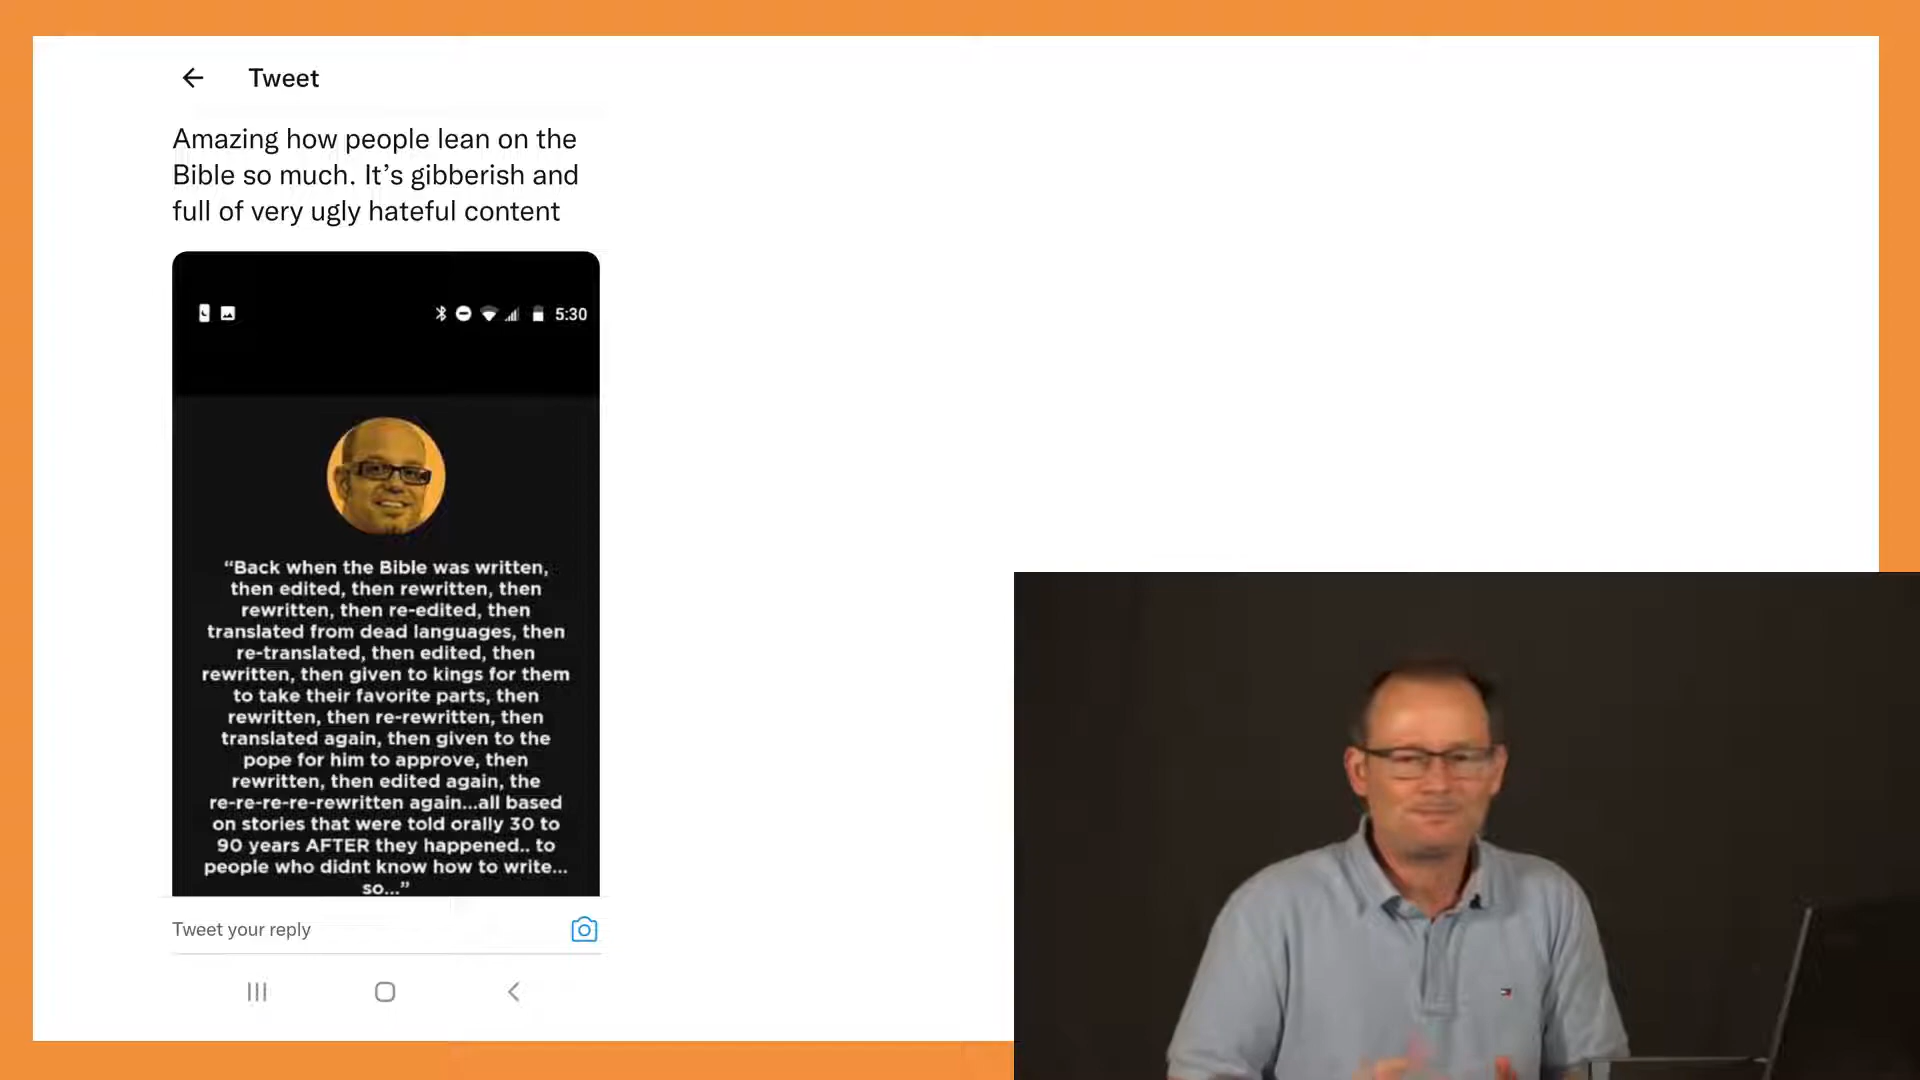 Tweet
Amazing how people lean on the
Bible so much. It’s gibberish and
full of very ugly hateful content
5:30
“Back when the Bible was written,
then edited, then rewritten, then
rewritten, then re-edited, then
translated from dead languages, then
re-translated, then edited, then
rewritten, then given to kings for them
to take their favorite parts, then
rewritten, then re-rewritten, then
translated again, then given to the
pope for him to approve, then
rewritten, then edited again, the
re-re-re-re-rewritten again...all based
on stories that were told orally 30 to
90 years AFTER they happened.. to
people who didnt know how to write...
so...”
Tweet your reply